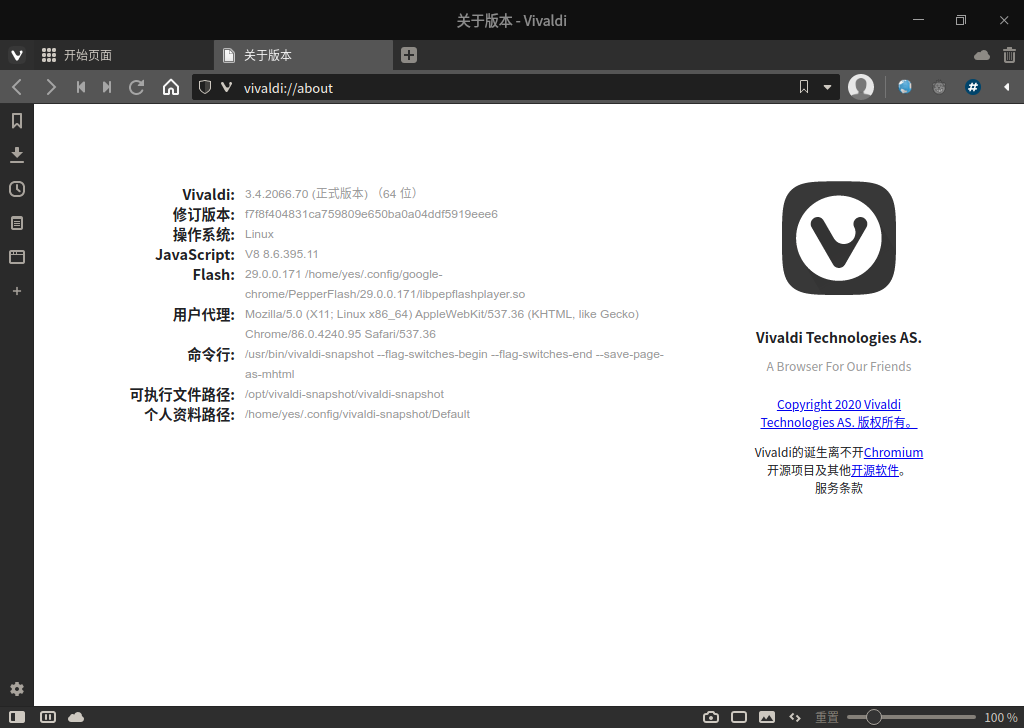 关于版本 - Vivaldi
开始页面
关于版本
vivaldi://about
Vivaldi: 3.4.2066.70 (正式版本) （64 位）
修订版本: f7f8f404831ca759809e650ba0a04ddf5919eee6
操作系统: Linux
JavaScript: V8 8.6.395.11
Flash: 29.0.0.171 /home/yes/.config/google-
chrome/PepperFlash/29.0.0.171/libpepflashplayer.so
用户代理: Mozilla/5.0 (X11; Linux x86_64) AppleWebKit/537.36 (KHTML, like Gecko)
Chrome/86.0.4240.95 Safari/537.36
命令行: /usr/bin/vivaldi-snapshot --flag-switches-begin --flag-switches-end --save-page-
as-mhtml
可执行文件路径: /opt/vivaldi-snapshot/vivaldi-snapshot
个人资料路径: /home/yes/.config/vivaldi-snapshot/Default
Vivaldi Technologies AS.
A Browser For Our Friends
Copyright 2020 Vivaldi
Technologies AS. 版权所有。
Vivaldi的诞生离不开Chromium
开源项目及其他开源软件。
服务条款
重置
100 %